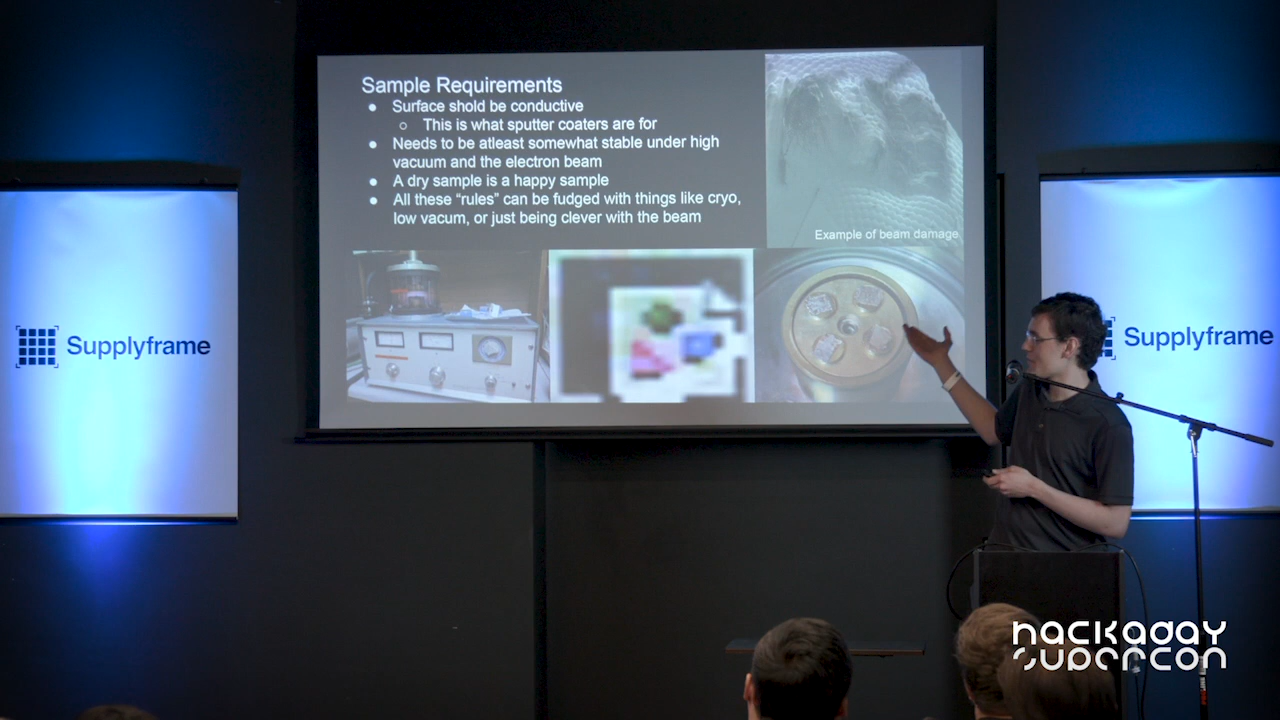 Sample Requirements
● Surface shold be conductive
○ This is what sputter coaters are for
● Needs to be atleast somewhat stable under high
vacuum and the electron beam
● A dry sample is a happy sample
● All these “rules” can be fudged with things like cryo,
low vacum, or just being clever with the beam
Example of beam damage
Supplyframe
Supplyframe
hackaday
supercon